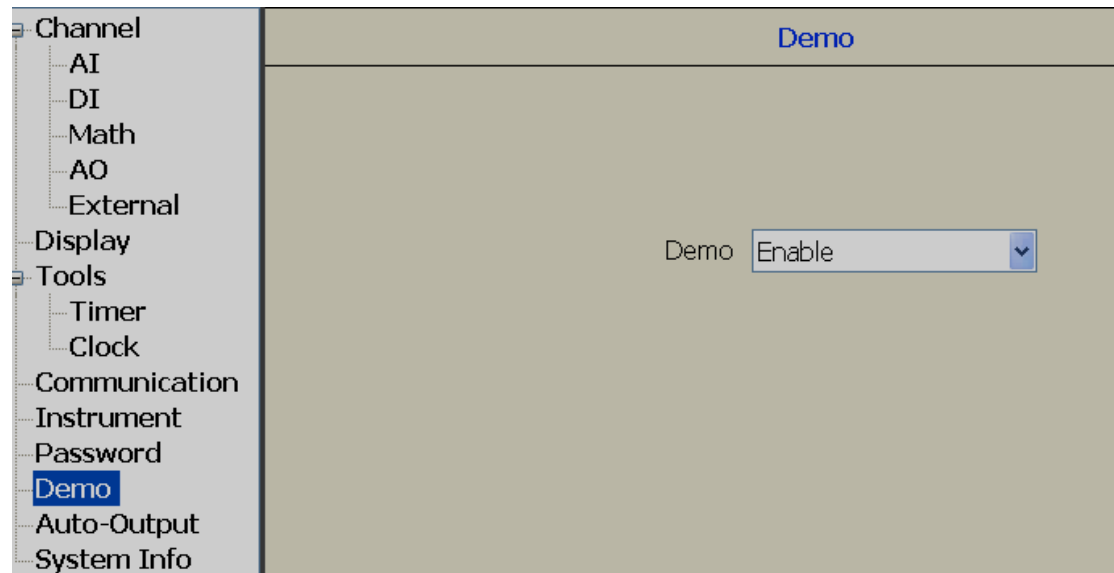 Channel
AI
DI
Math
AO
External
Display
Tools
Timer
Clock
Communication
Instrument
Password
Demo
Auto-Output
System Info
Demo
Demo Enable